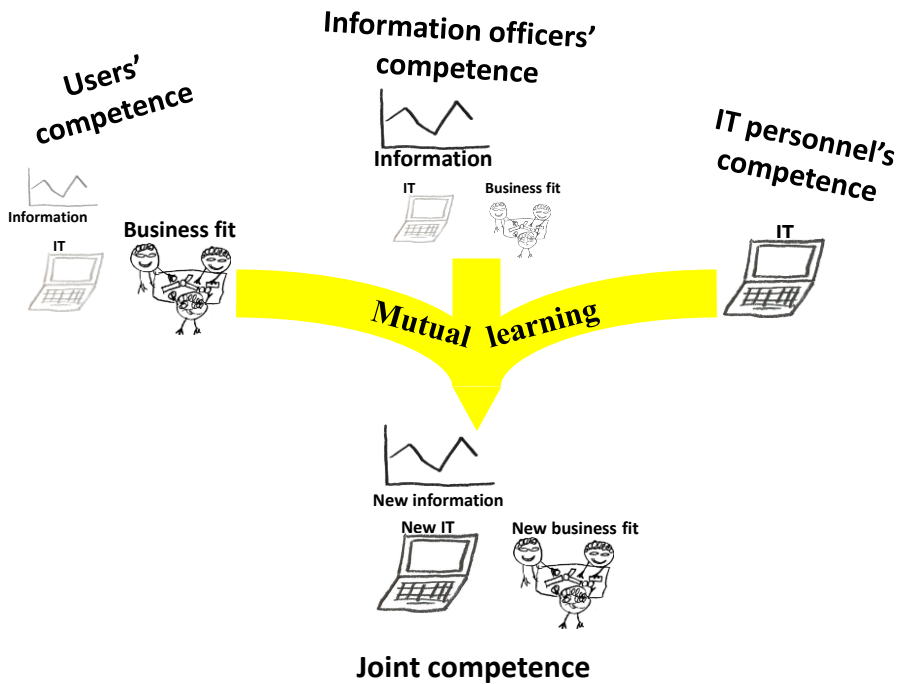 Users'
competence
Information
IT
Business fit
Information officers'
competence
Information
IT
Business fit
IT personnel's
competence
IT
Mutual learning
New information
New IT
New business fit
Joint competence